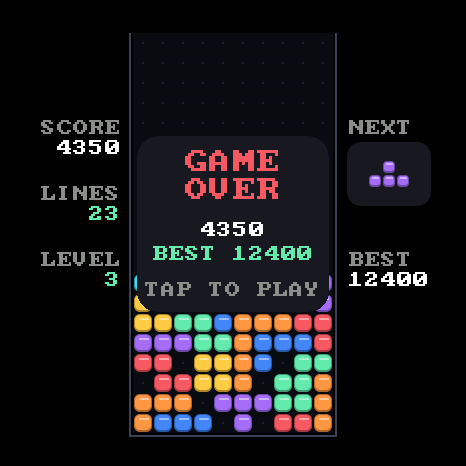 SCORE
4350
LINES
23
LEVEL
3
GAME
OVER
4350
BEST 12400
TAP TO PLAY
NEXT
BEST
12400